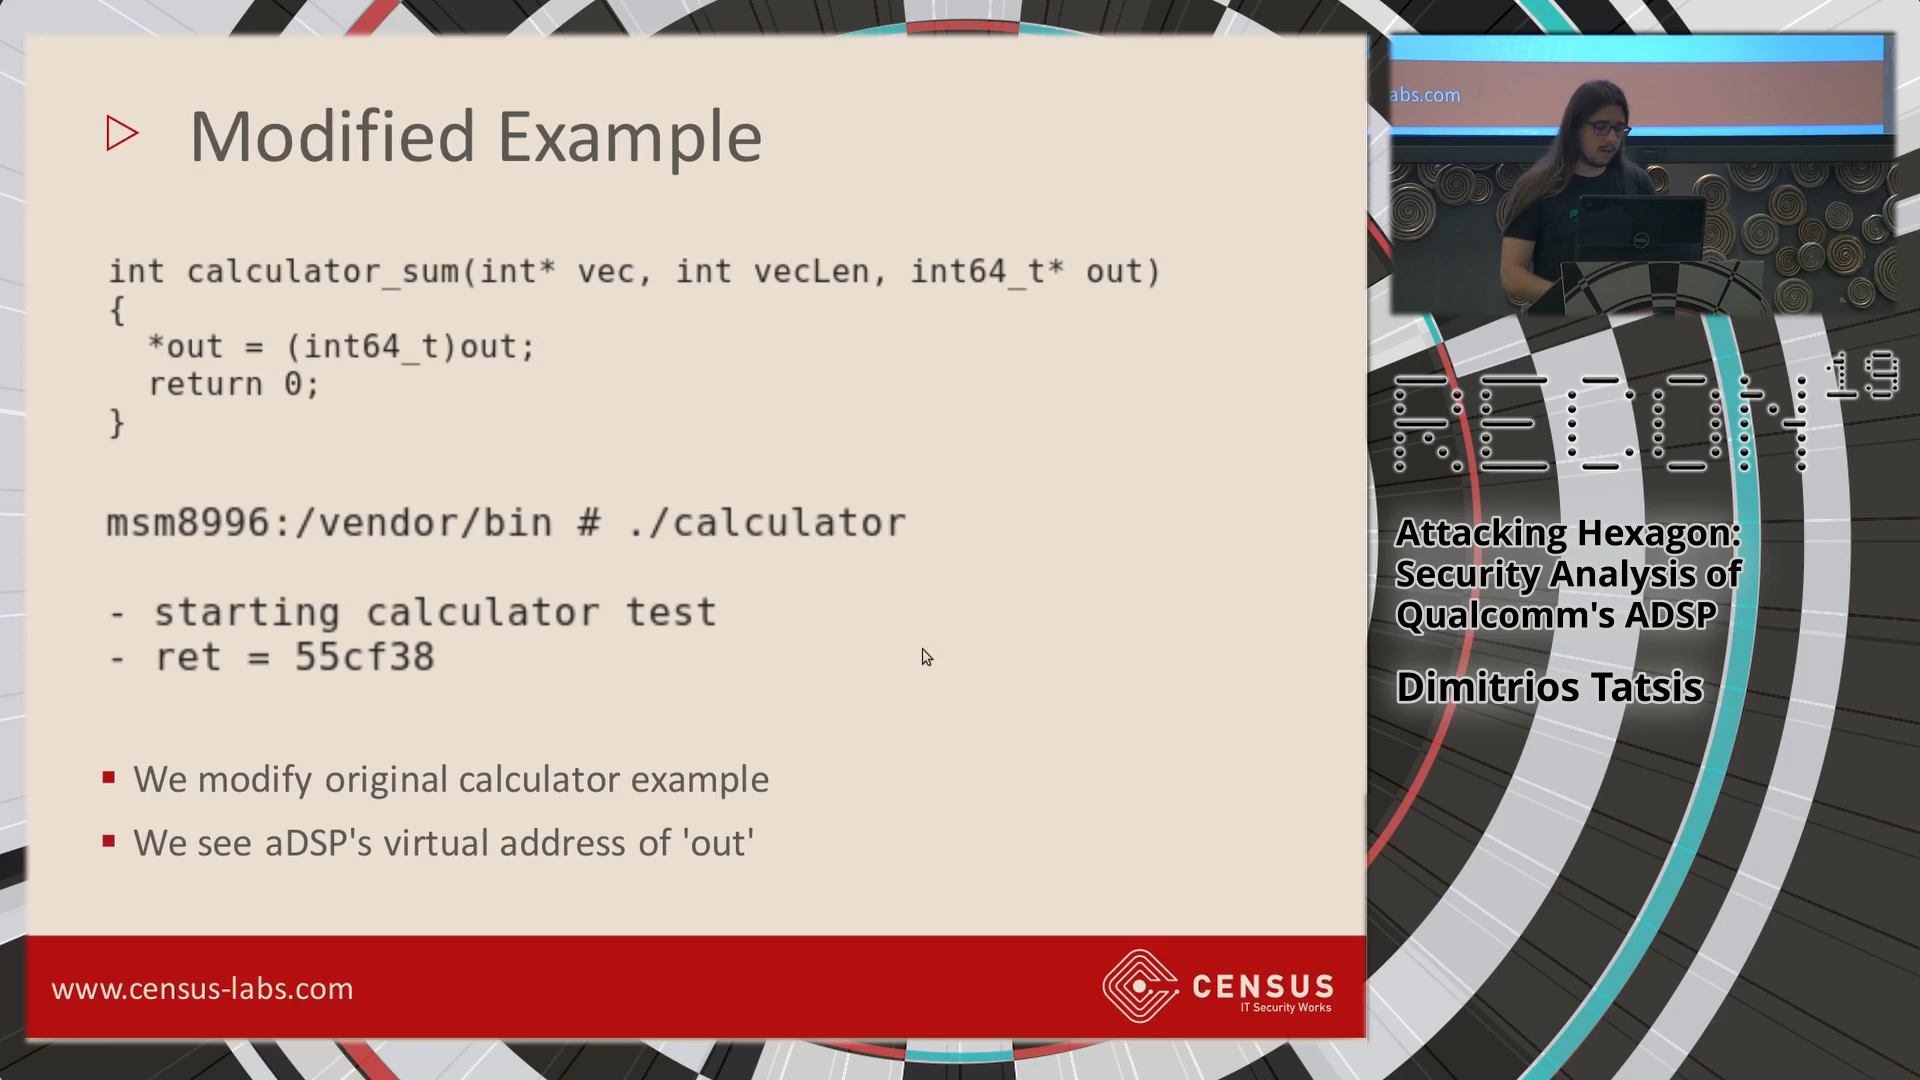 Modified Example
int calculator_sum(int* vec, int vecLen, int64_t* out)
{
*out = (int64_t)out;
return 0;
}
msm8996:/vendor/bin # ./calculator
- starting calculator test
- ret = 55cf38
We modify original calculator example
We see aDSP's virtual address of 'out'
www.census-labs.com
CENSUS
IT Security Works
abs.com
DELL
RECON19
Attacking Hexagon:
Security Analysis of
Qualcomm's ADSP
Dimitrios Tatsis